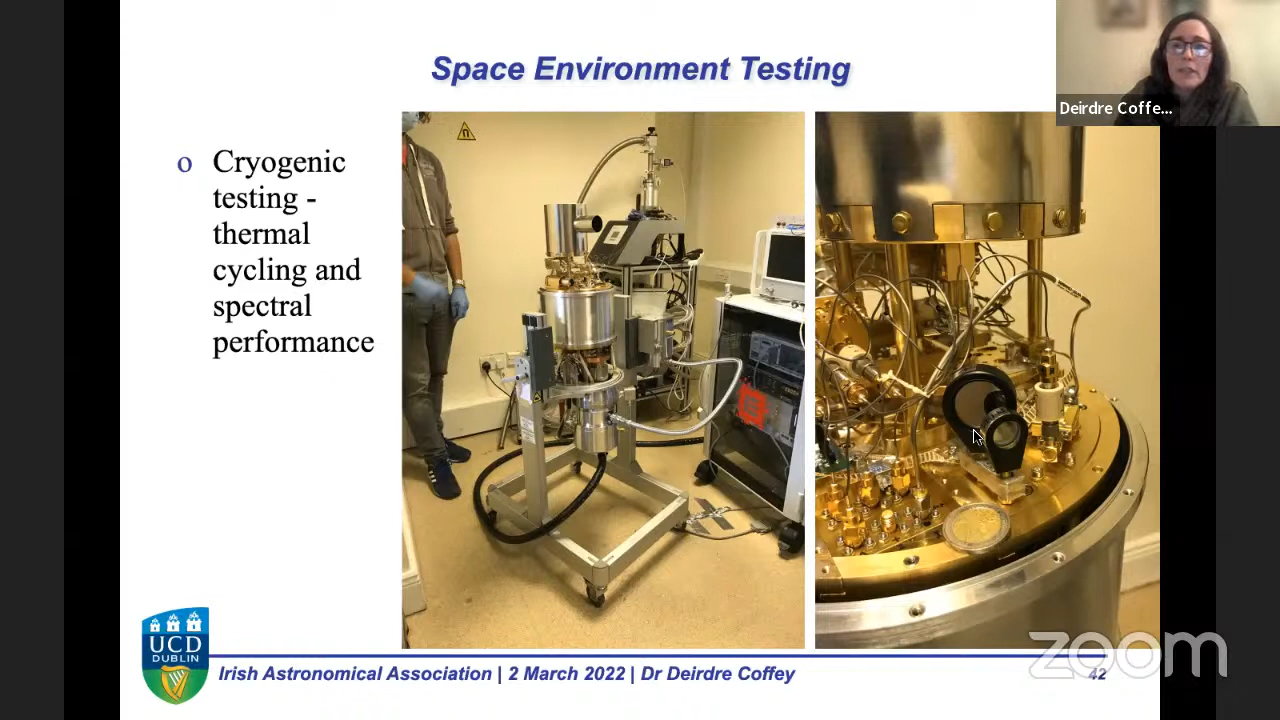 Space Environment Testing
Deirdre Coffe...
o Cryogenic
testing -
thermal
cycling and
spectral
performance
UCD
DUBLIN
Irish Astronomical Association | 2 March 2022 | Dr Deirdre Coffey
42
zoom